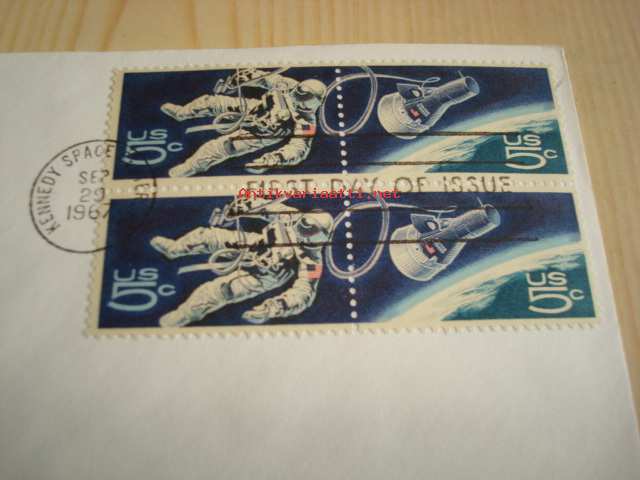 5c US
US 5c
KENNEDY SPACE
SEP
29
1967
FIRST DAY OF ISSUE
Antikvariaatti.net
5c US
US 5c